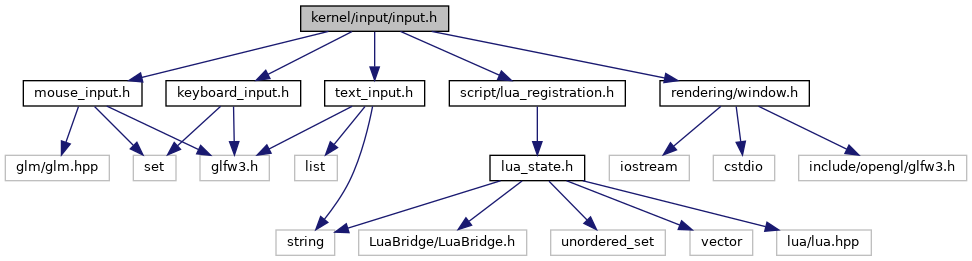 kernel/input/input.h
mouse_input.h
keyboard_input.h
text_input.h
script/lua_registration.h
rendering/window.h
glm/glm.hpp
set
glfw3.h
list
lua_state.h
iostream
cstdio
include/opengl/glfw3.h
string
LuaBridge/LuaBridge.h
unordered_set
vector
lua/lua.hpp